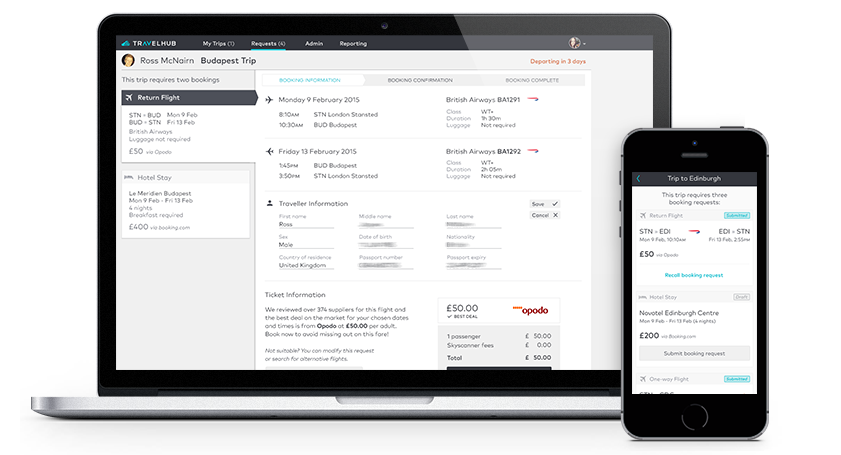 TRAVELHUB
My Trips (1)
Requests (4)
Admin
Reporting
Ross McNairn Budapest Trip
Departing in 3 days
This trip requires two bookings
Return Flight
STN > BUD Mon 9 Feb
BUD > STN Fri 13 Feb
British Airways
Luggage not required
£50 via Opodo
Hotel Stay
Le Meridien Budapest
Mon 9 Feb - Fri 13 Feb
4 nights
Breakfast required
£400 via booking.com
BOOKING INFORMATION
BOOKING CONFIRMATION
BOOKING COMPLETE
Monday 9 February 2015
8:10AM STN London Stansted
10:30AM BUD Budapest
British Airways BA1291
Class WT+
Duration 1h 30m
Luggage Not required
Friday 13 February 2015
1:45PM BUD Budapest
3:50PM STN London Stansted
British Airways BA1292
Class WT+
Duration 2h 05m
Luggage Not required
Traveller Information
Save
Cancel
First name
Ross
Middle name
Last name
Sex
Male
Date of birth
Nationality
Country of residence
United Kingdom
Passport number
Passport expiry
Ticket Information
We reviewed over 374 suppliers for this flight and
the best deal on the market for your chosen dates
and times is from Opodo at £50.00 per adult.
Book now to avoid missing out on this fare!
Not suitable? You can modify this request
or search for alternative flights.
£50.00
BEST DEAL
opodo
1 passenger £ 50.00
Skyscanner fees £ 0.00
Total £ 50.00
Trip to Edinburgh
This trip requires three
booking requests:
Return Flight
Submitted
STN > EDI
Mon 9 Feb, 10:10AM
EDI > STN
Fri 13 Feb, 2:55PM
£50 via Opodo
Recall booking request
Hotel Stay
Draft
Novotel Edinburgh Centre
Mon 9 Feb - Fri 13 Feb (4 nights)
£200 via Booking.com
Submit booking request
One-way Flight
Submitted